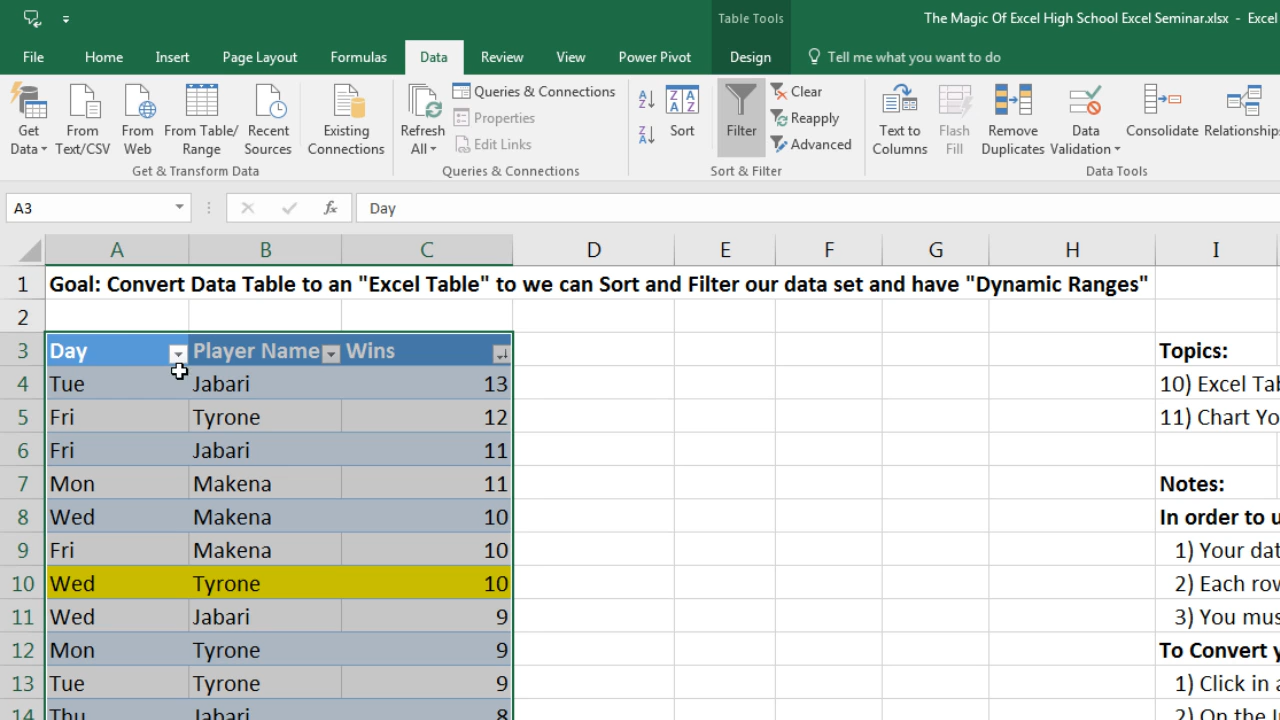 Table Tools
The Magic Of Excel High School Excel Seminar.xlsx - Excel
File Home Insert Page Layout Formulas Data Review View Power Pivot Design Tell me what you want to do
Get Data
From Text/CSV
From Web
From Table/ Range
Recent Sources
Existing Connections
Get & Transform Data
Refresh All
Queries & Connections
Properties
Edit Links
Queries & Connections
Sort
Filter
Clear
Reapply
Advanced
Sort & Filter
Text to Columns
Flash Fill
Remove Duplicates
Data Validation
Consolidate
Relationship
Data Tools
A3 fx Day
A B C D E F G H I
1 Goal: Convert Data Table to an "Excel Table" to we can Sort and Filter our data set and have "Dynamic Ranges"
2
3 Day Player Name Wins Topics:
4 Tue Jabari 13 10) Excel Tab
5 Fri Tyrone 12 11) Chart Yo
6 Fri Jabari 11
7 Mon Makena 11 Notes:
8 Wed Makena 10 In order to u
9 Fri Makena 10 1) Your dat
10 Wed Tyrone 10 2) Each row
11 Wed Jabari 9 3) You mus
12 Mon Tyrone 9 To Convert y
13 Tue Tyrone 9 1) Click in a
14 Thu Jabari 8 2) On the In